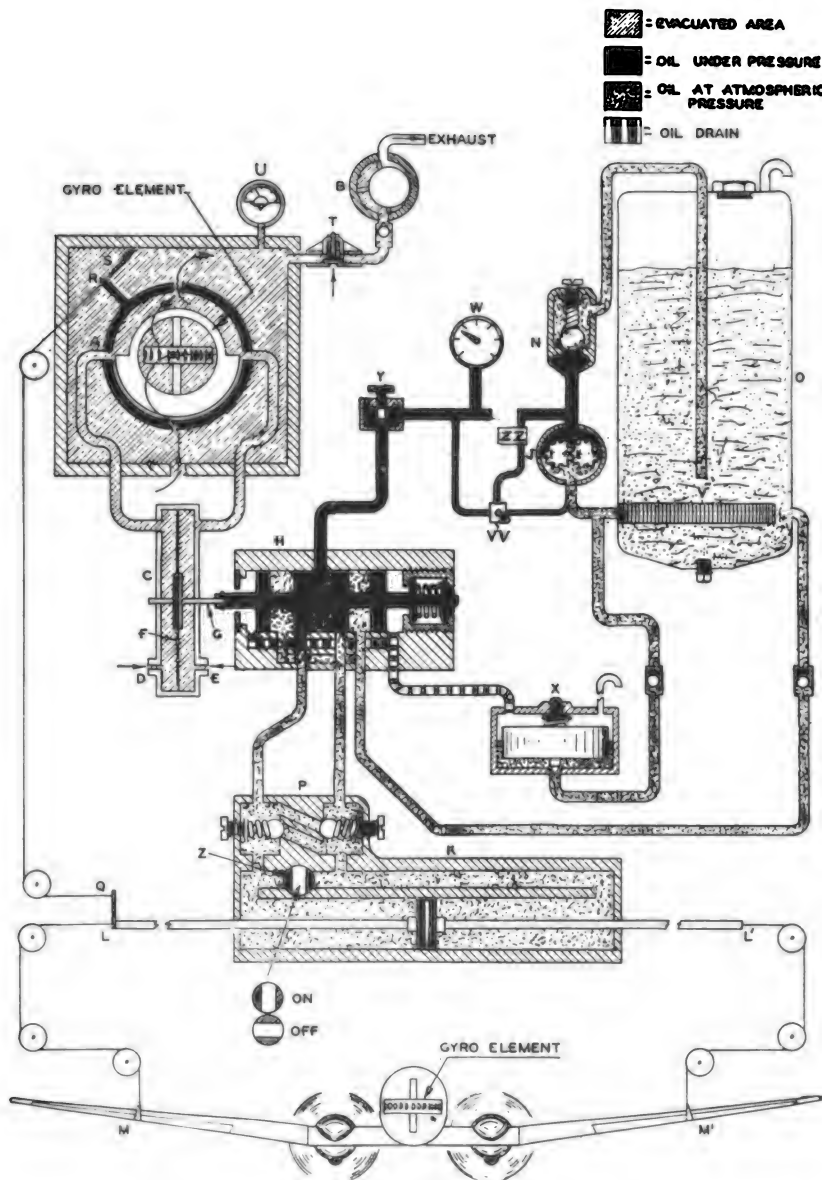 = EVACUATED AREA
= OIL UNDER PRESSURE
= OIL AT ATMOSPHERIC
PRESSURE
= OIL DRAIN
EXHAUST
U
B
GYRO ELEMENT
T
S
R
A
W
N
Y
O
ZZ
J
V
VV
H
C
G
F
D
E
X
P
K
Z
Q
L
L'
ON
OFF
GYRO ELEMENT
M
M'